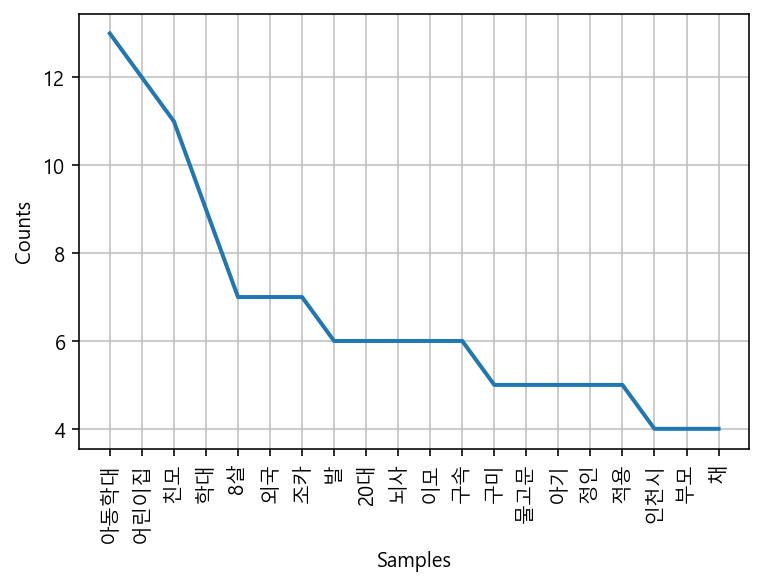 12
10
8
6
4
Counts
아동학대
어린이집
친모
학대
8살
외국
조카
발
20대
뇌사
이모
구속
구미
물고문
아기
정인
적용
인천시
부모
채
Samples